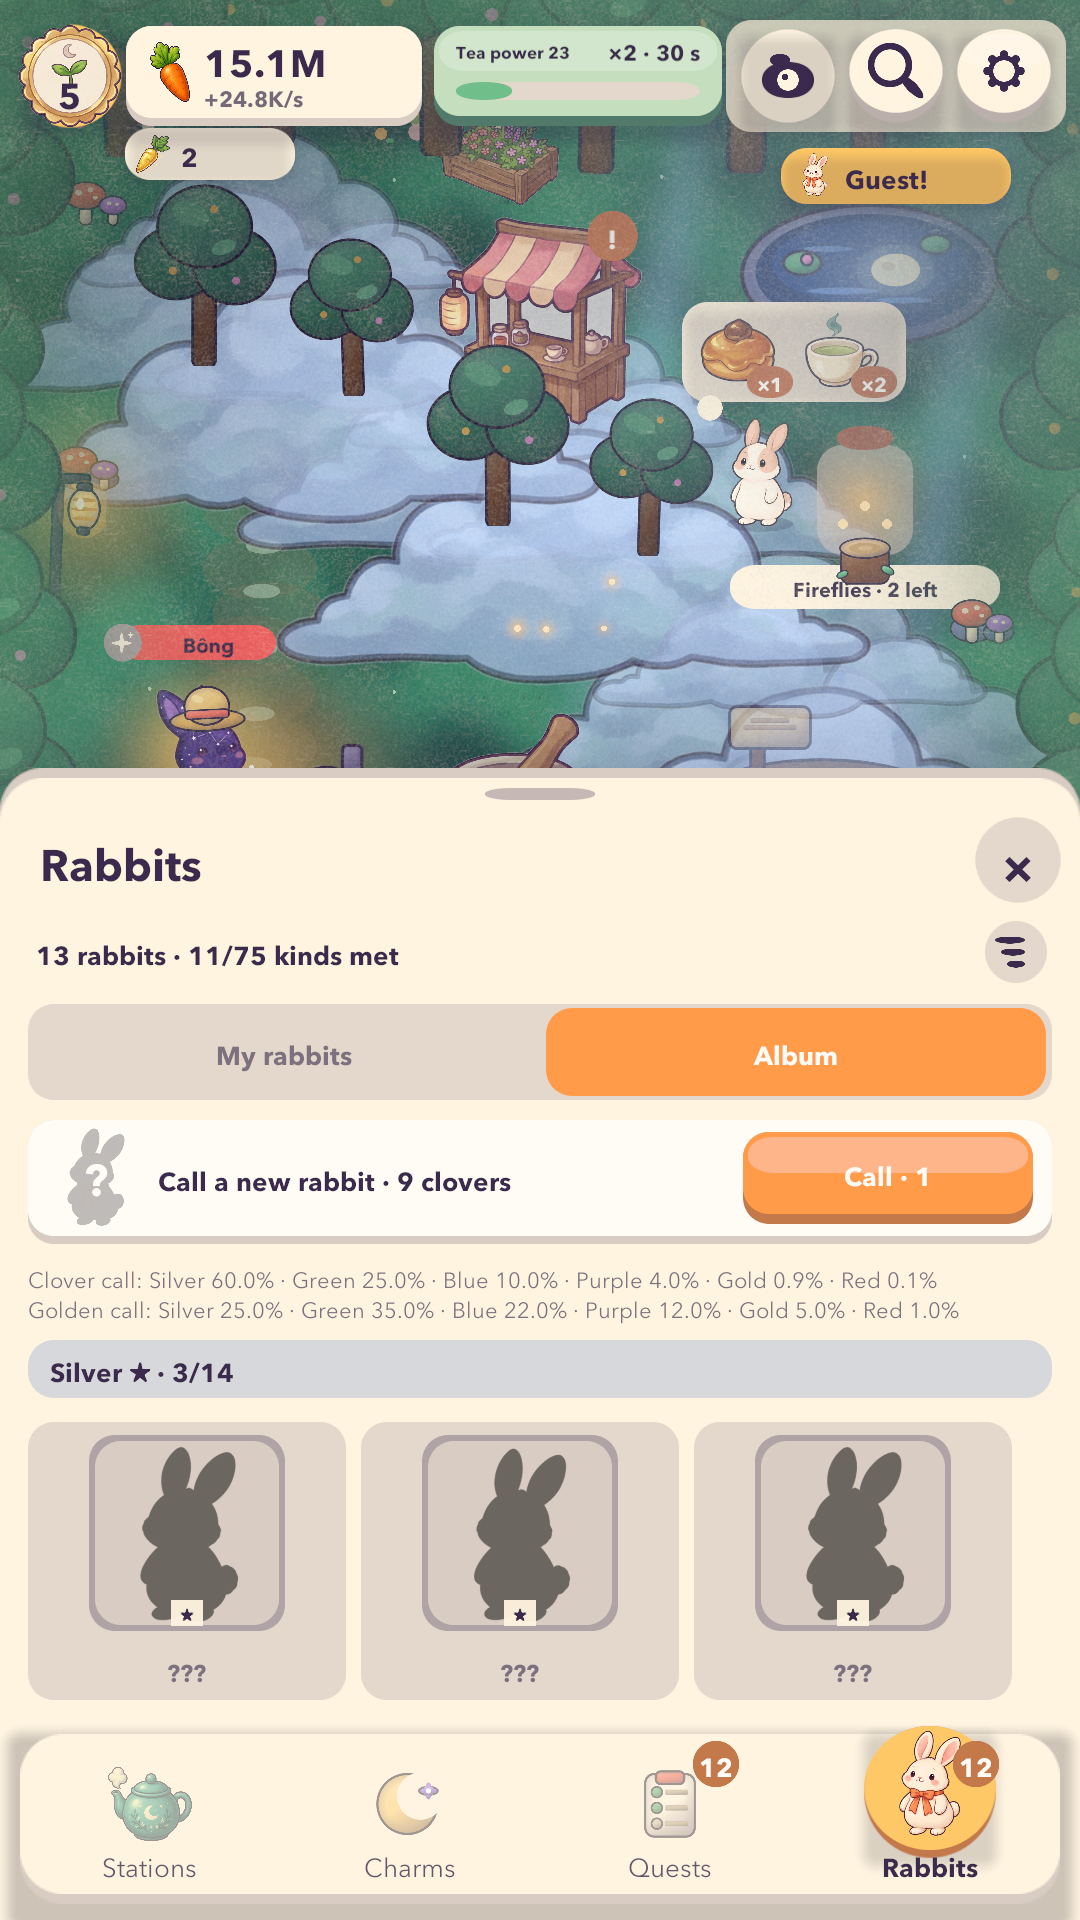 5
15.1M
+24.8K/s
Tea power 23
×2 · 30 s
2
Guest!
!
×1
×2
Fireflies · 2 left
Bông
Rabbits
13 rabbits · 11/75 kinds met
My rabbits
Album
?
Call a new rabbit · 9 clovers
Call · 1
Clover call: Silver 60.0% · Green 25.0% · Blue 10.0% · Purple 4.0% · Gold 0.9% · Red 0.1%
Golden call: Silver 25.0% · Green 35.0% · Blue 22.0% · Purple 12.0% · Gold 5.0% · Red 1.0%
Silver ★ · 3/14
???
???
???
12
12
Stations
Charms
Quests
Rabbits